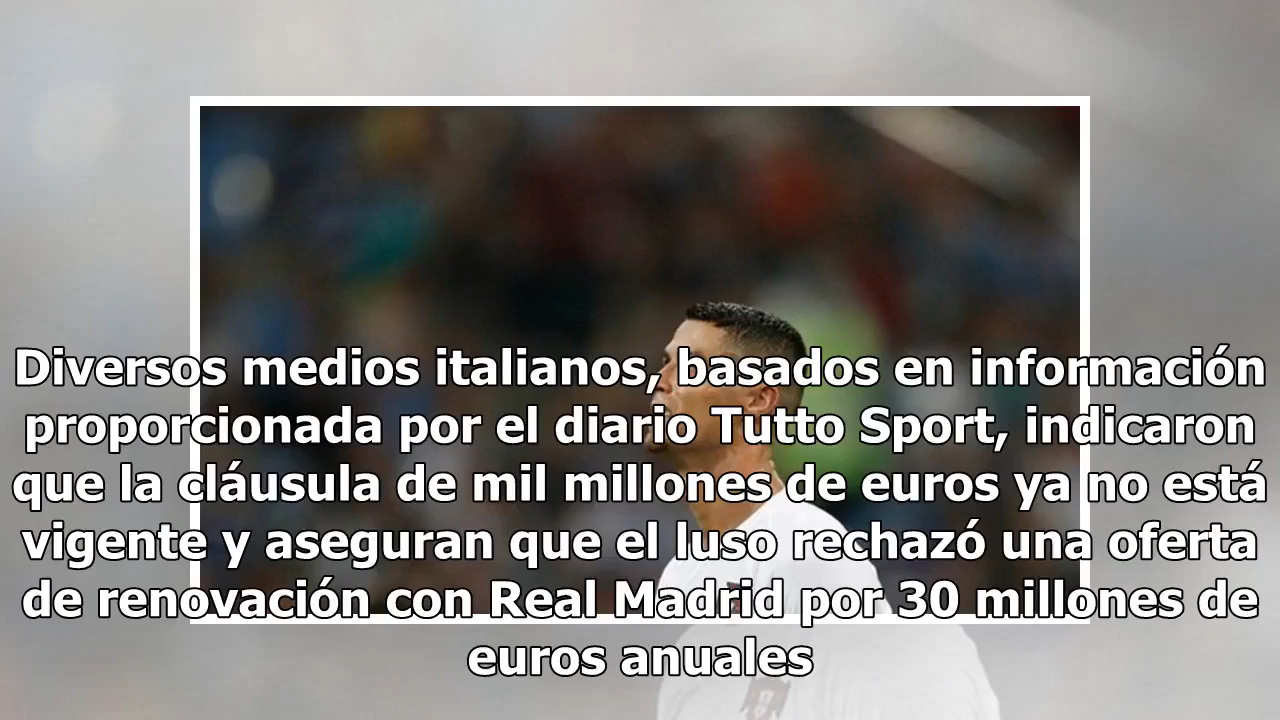 Diversos medios italianos, basados en información
proporcionada por el diario Tutto Sport, indicaron
que la cláusula de mil millones de euros ya no está
vigente y aseguran que el luso rechazó una oferta
de renovación con Real Madrid por 30 millones de
euros anuales